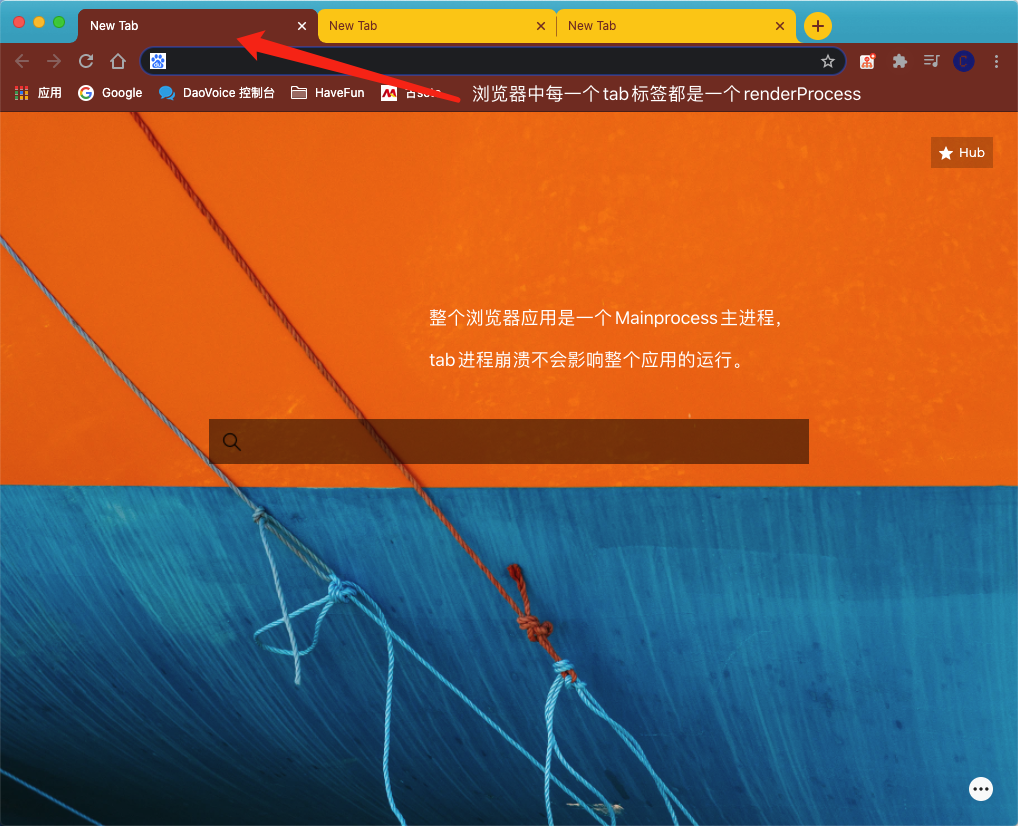 New Tab
New Tab
New Tab
C
应用
Google
DaoVoice 控制台
HaveFun
浏览器中每一个tab标签都是一个renderProcess
Hub
整个浏览器应用是一个Mainprocess主进程，
tab进程崩溃不会影响整个应用的运行。